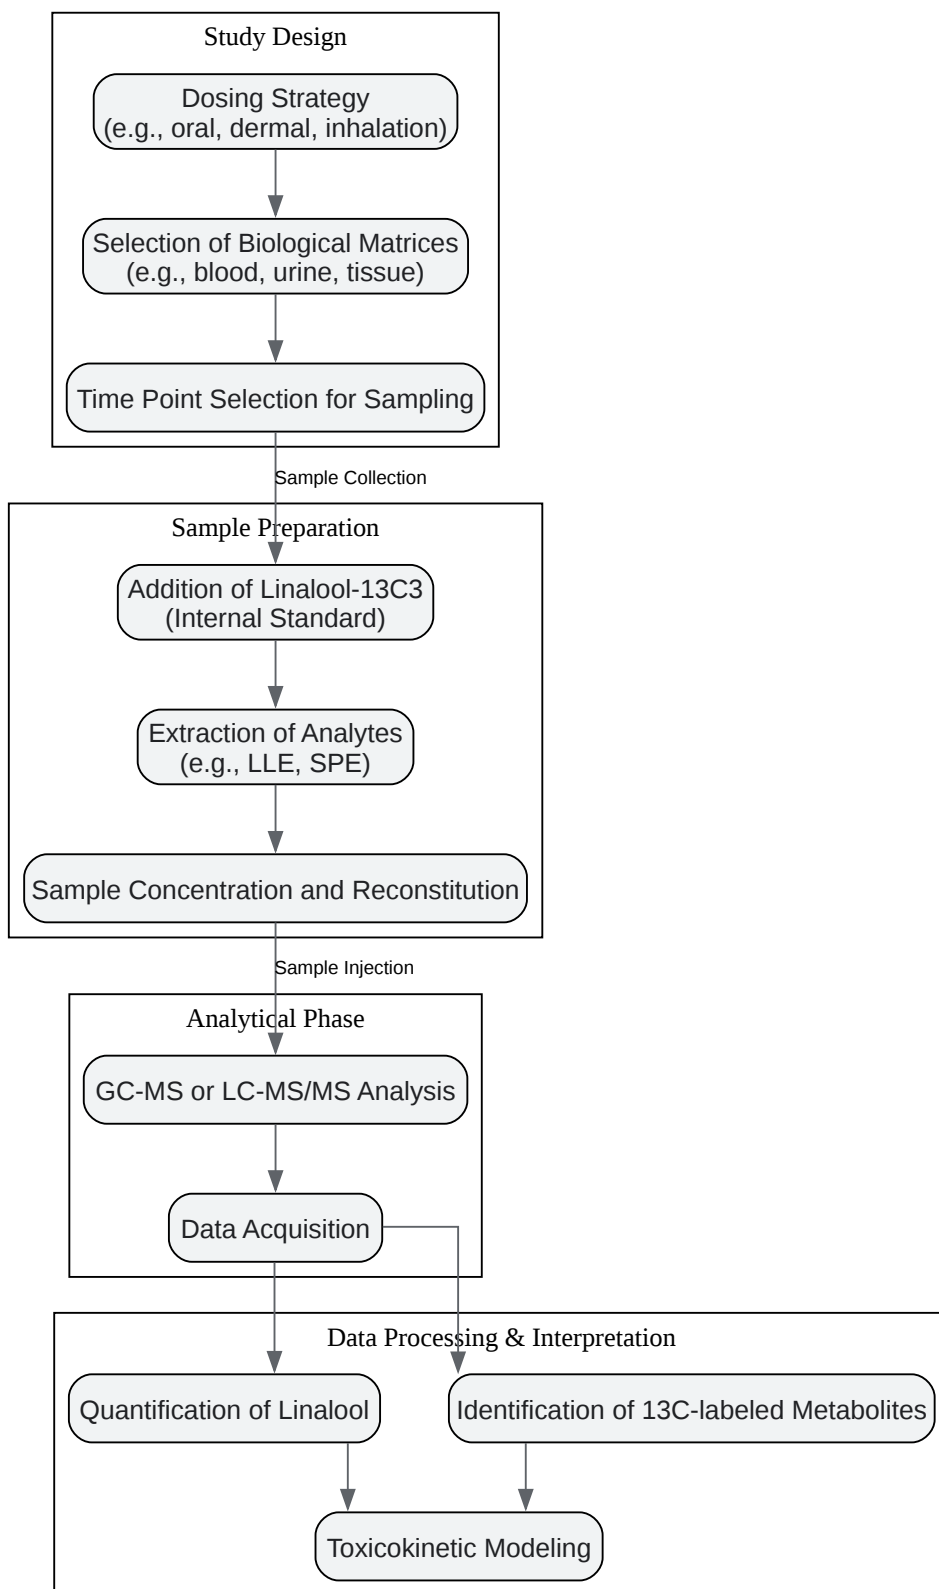 Study Design
Dosing Strategy
(e.g., oral, dermal, inhalation)
Selection of Biological Matrices
(e.g., blood, urine, tissue)
Time Point Selection for Sampling
Sample Collection
Sample Preparation
Addition of Linalool-13C3
(Internal Standard)
Extraction of Analytes
(e.g., LLE, SPE)
Sample Concentration and Reconstitution
Sample Injection
Analytical Phase
GC-MS or LC-MS/MS Analysis
Data Acquisition
Data Processing & Interpretation
Quantification of Linalool
Identification of 13C-labeled Metabolites
Toxicokinetic Modeling